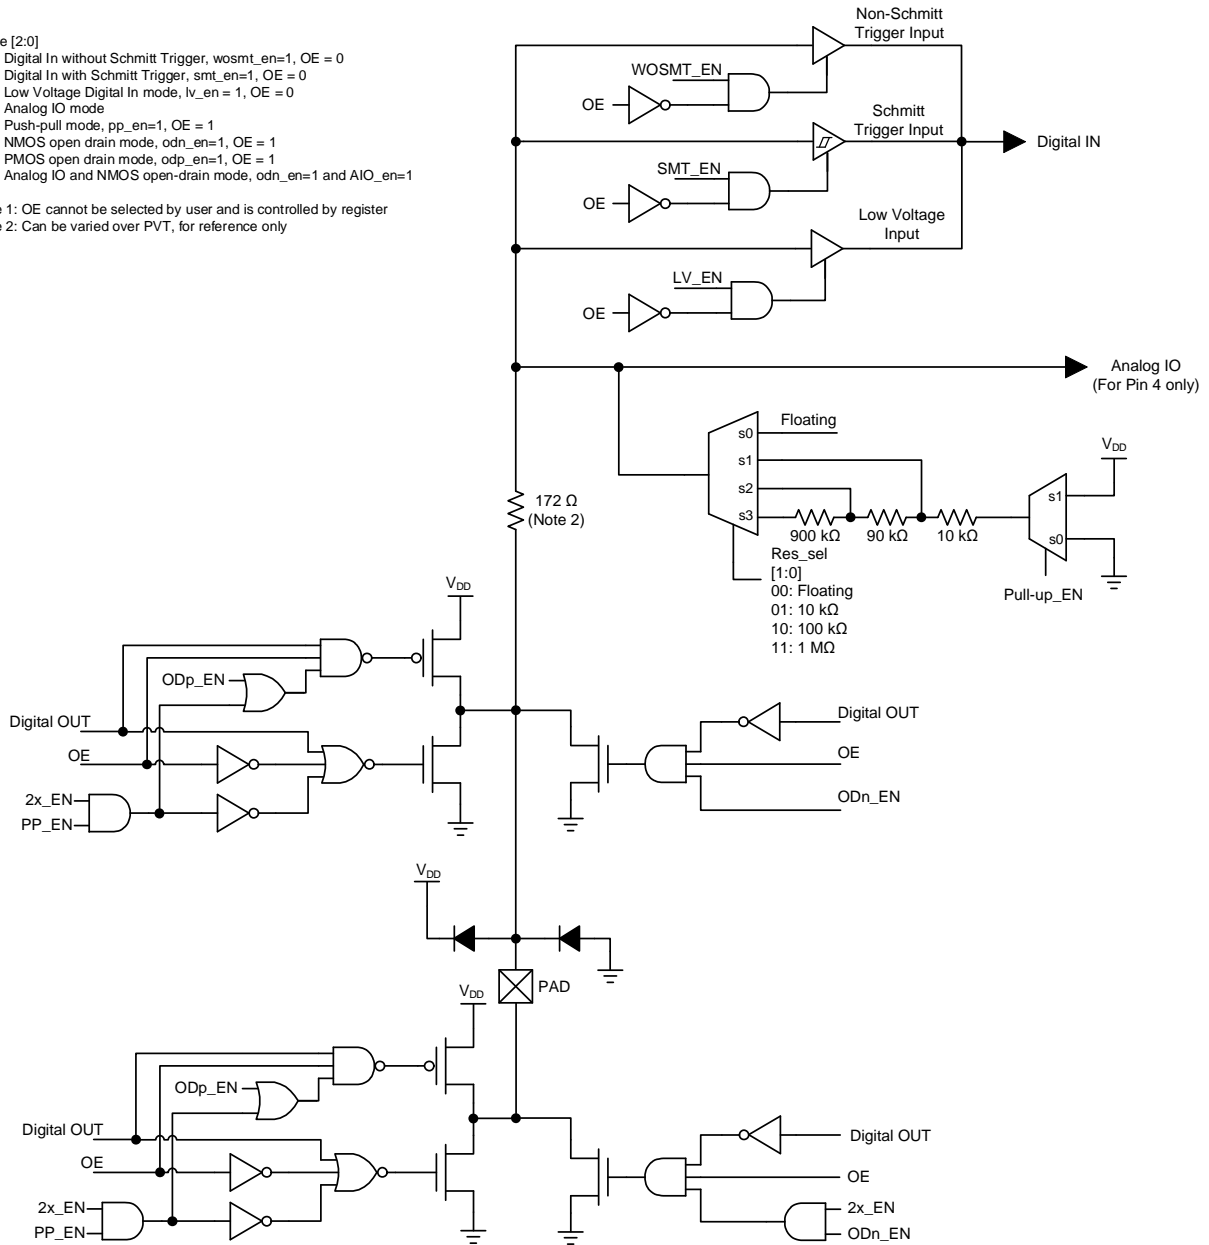 e [2:0]
Digital In without Schmitt Trigger, wosmt_en=1, OE = 0
Digital In with Schmitt Trigger, smt_en=1, OE = 0
Low Voltage Digital In mode, lv_en = 1, OE = 0
Analog IO mode
Push-pull mode, pp_en=1, OE = 1
NMOS open drain mode, odn_en=1, OE = 1
PMOS open drain mode, odp_en=1, OE = 1
Analog IO and NMOS open-drain mode, odn_en=1 and AIO_en=1
e 1: OE cannot be selected by user and is controlled by register
e 2: Can be varied over PVT, for reference only
Non-Schmitt
Trigger Input
WOSMT_EN
OE
Schmitt
Trigger Input
Digital IN
SMT_EN
OE
Low Voltage
Input
LV_EN
OE
Analog IO
(For Pin 4 only)
Floating
s0
s1
s2
s3
900 kΩ
90 kΩ
10 kΩ
VDD
s1
s0
Pull-up_EN
Res_sel
[1:0]
00: Floating
01: 10 kΩ
10: 100 kΩ
11: 1 MΩ
172 Ω
(Note 2)
VDD
ODp_EN
Digital OUT
OE
2x_EN
PP_EN
Digital OUT
OE
ODn_EN
VDD
PAD
VDD
ODp_EN
Digital OUT
OE
2x_EN
PP_EN
Digital OUT
OE
2x_EN
ODn_EN